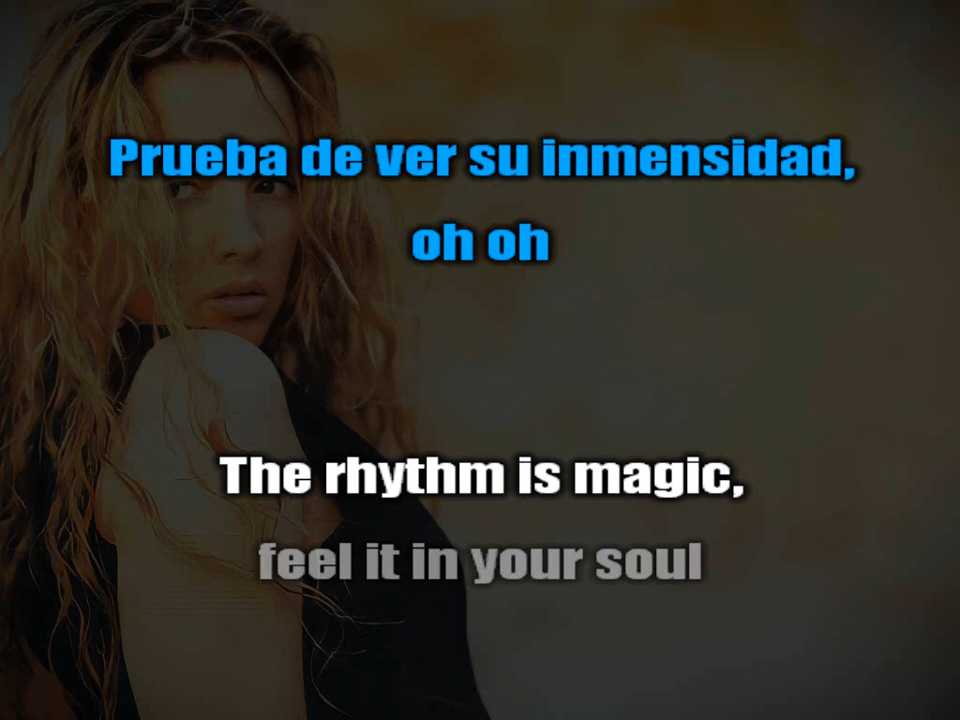 Prueba de ver su inmensidad,
oh oh
The rhythm is magic,
feel it in your soul